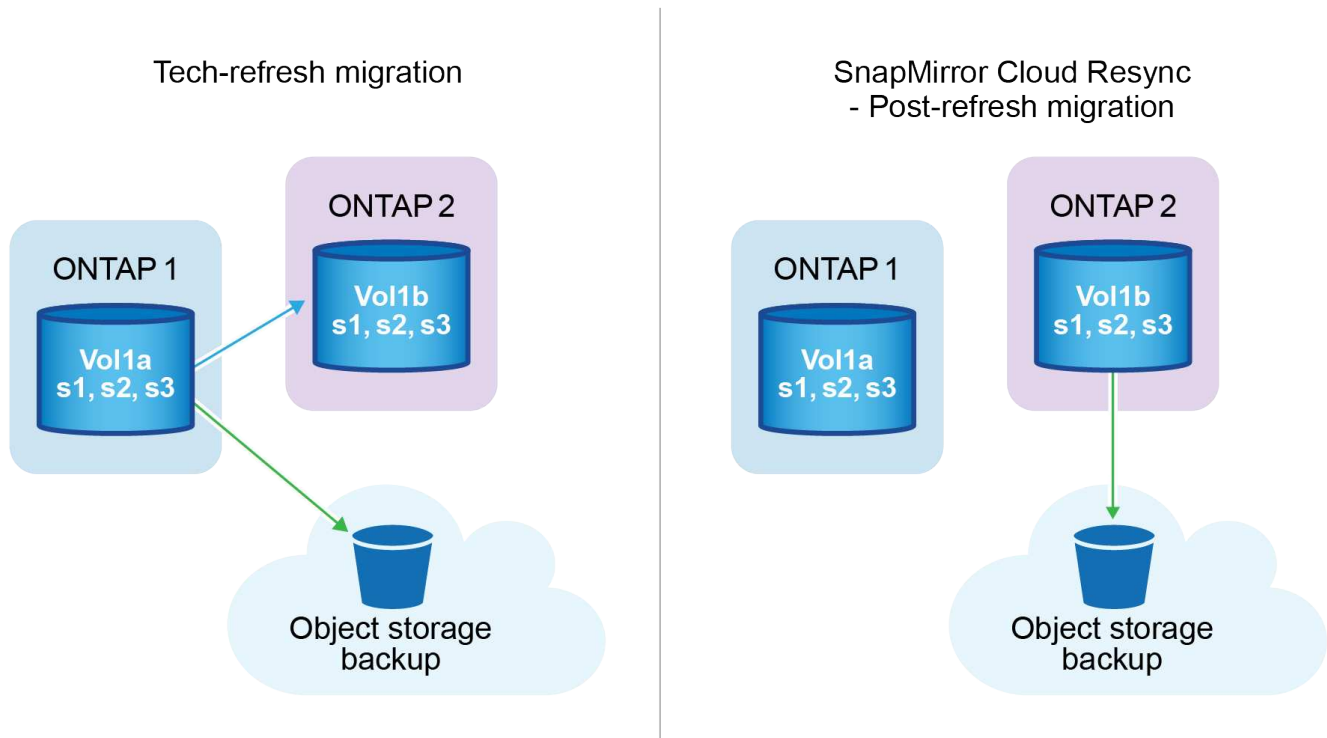 Tech-refresh migration
ONTAP 2
Vol1b
s1, s2, s3
ONTAP 1
Vol1a
s1, s2, s3
Object storage
backup
SnapMirror Cloud Resync
- Post-refresh migration
ONTAP 2
Vol1b
s1, s2, s3
ONTAP 1
Vol1a
s1, s2, s3
Object storage
backup